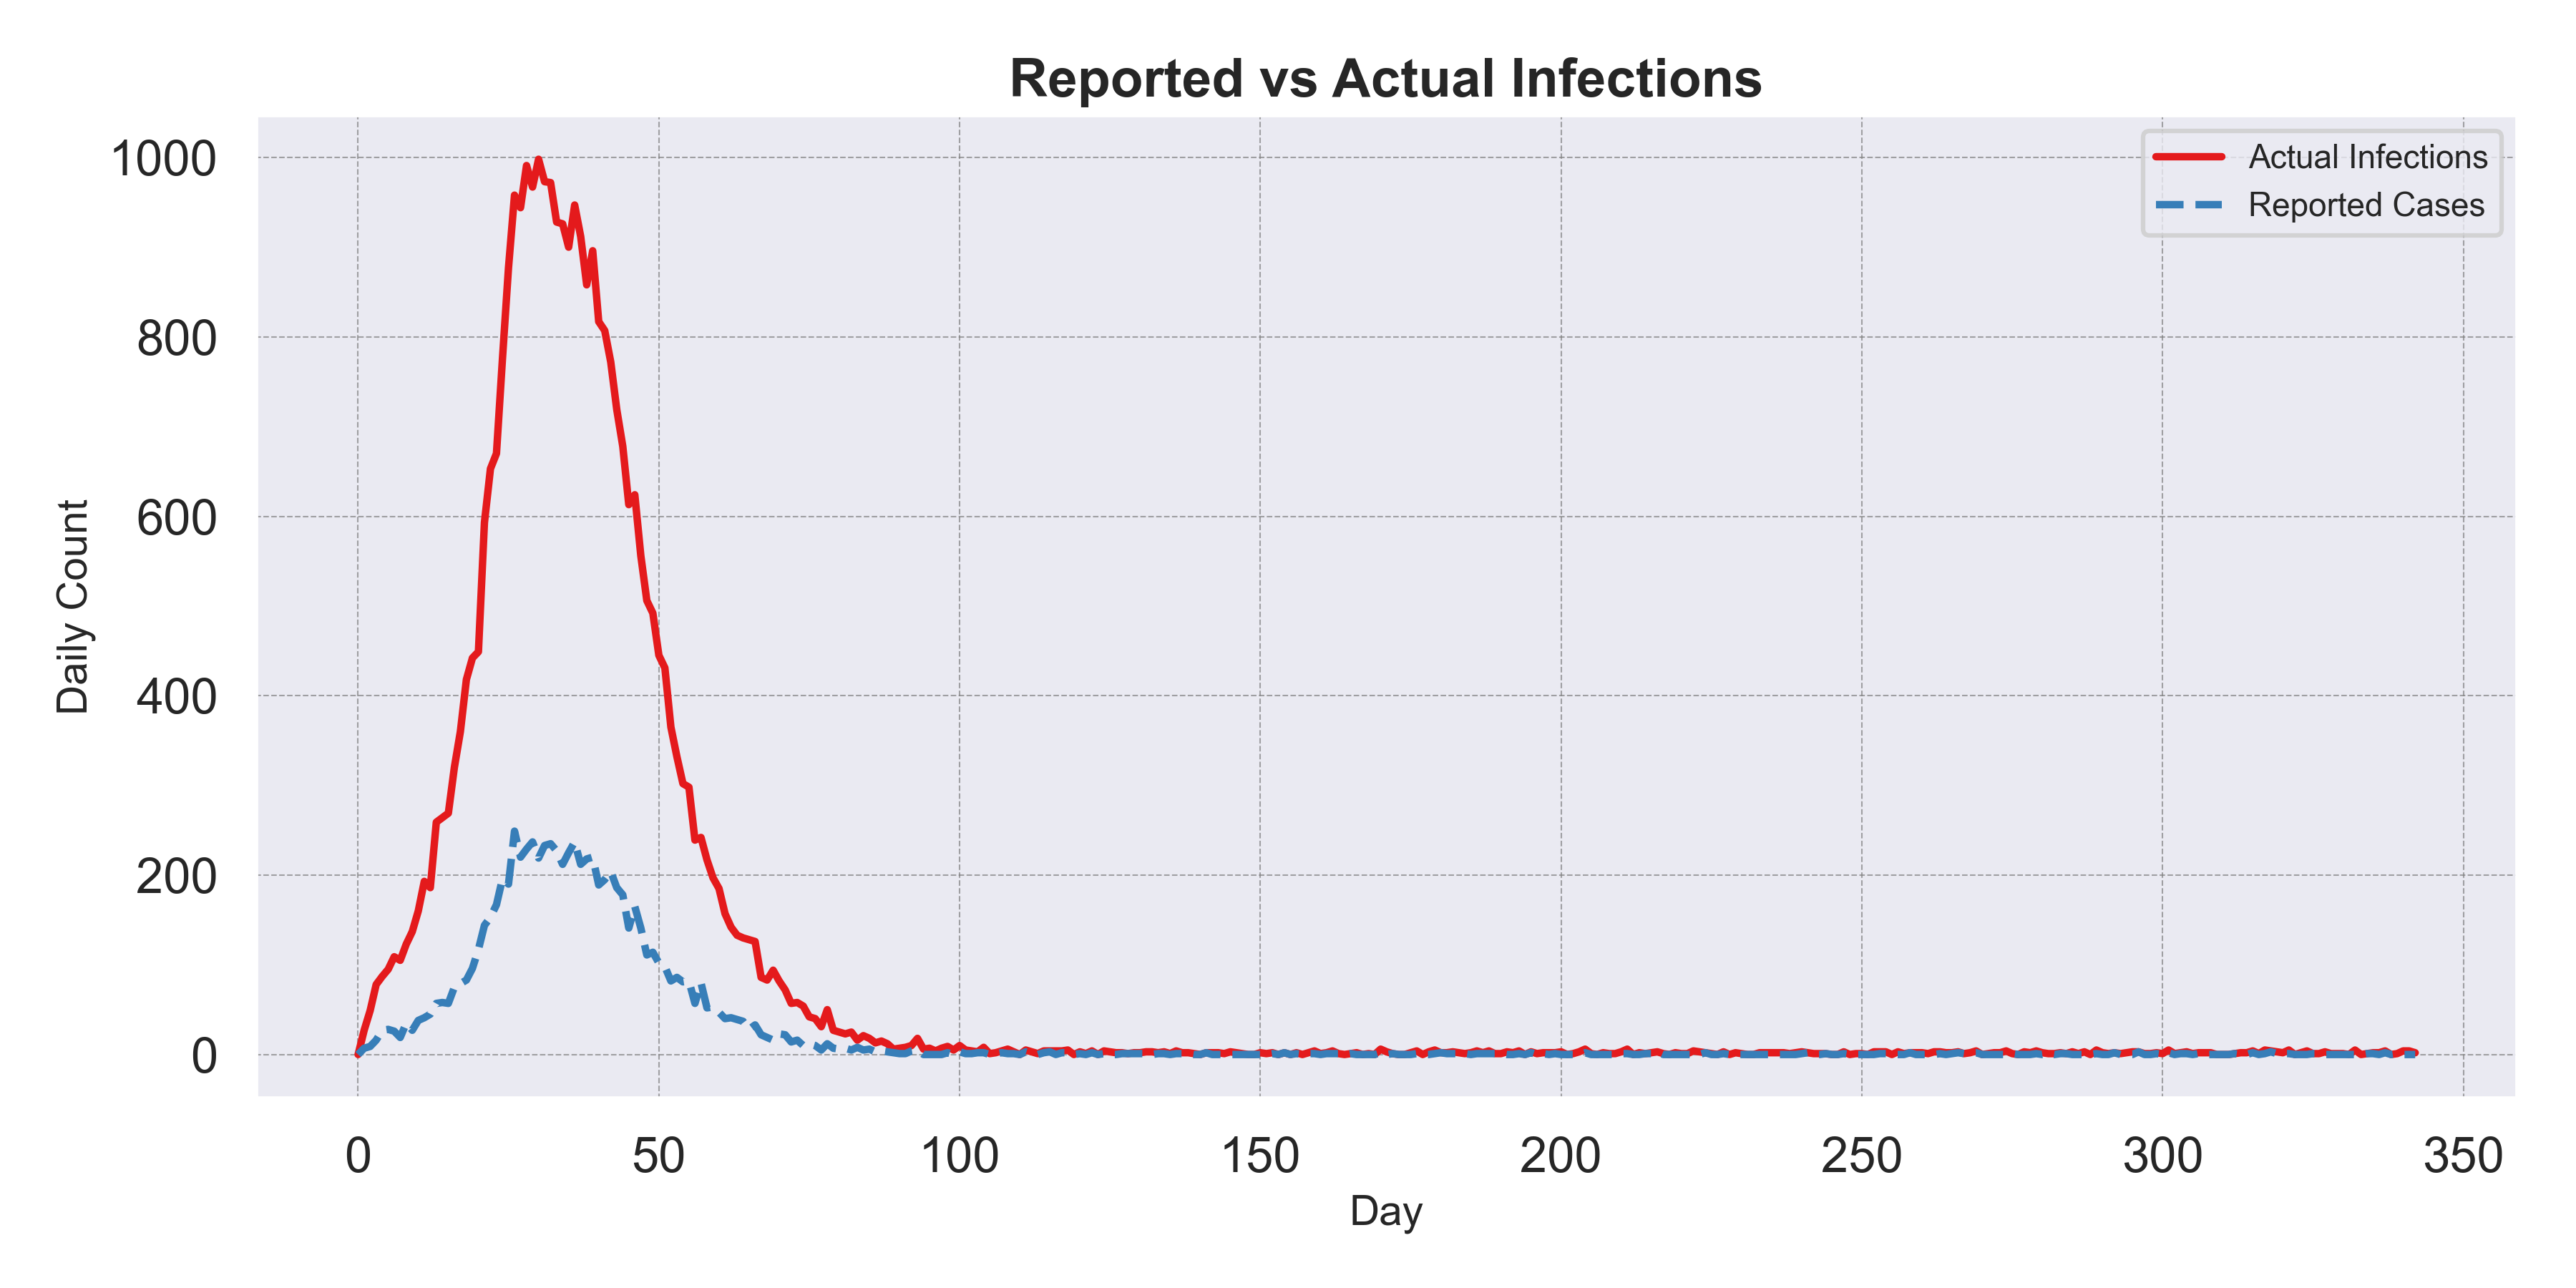 Reported vs Actual Infections
Actual Infections
Reported Cases
Daily Count
1000
800
600
400
200
0
0 50 100 150 200 250 300 350
Day